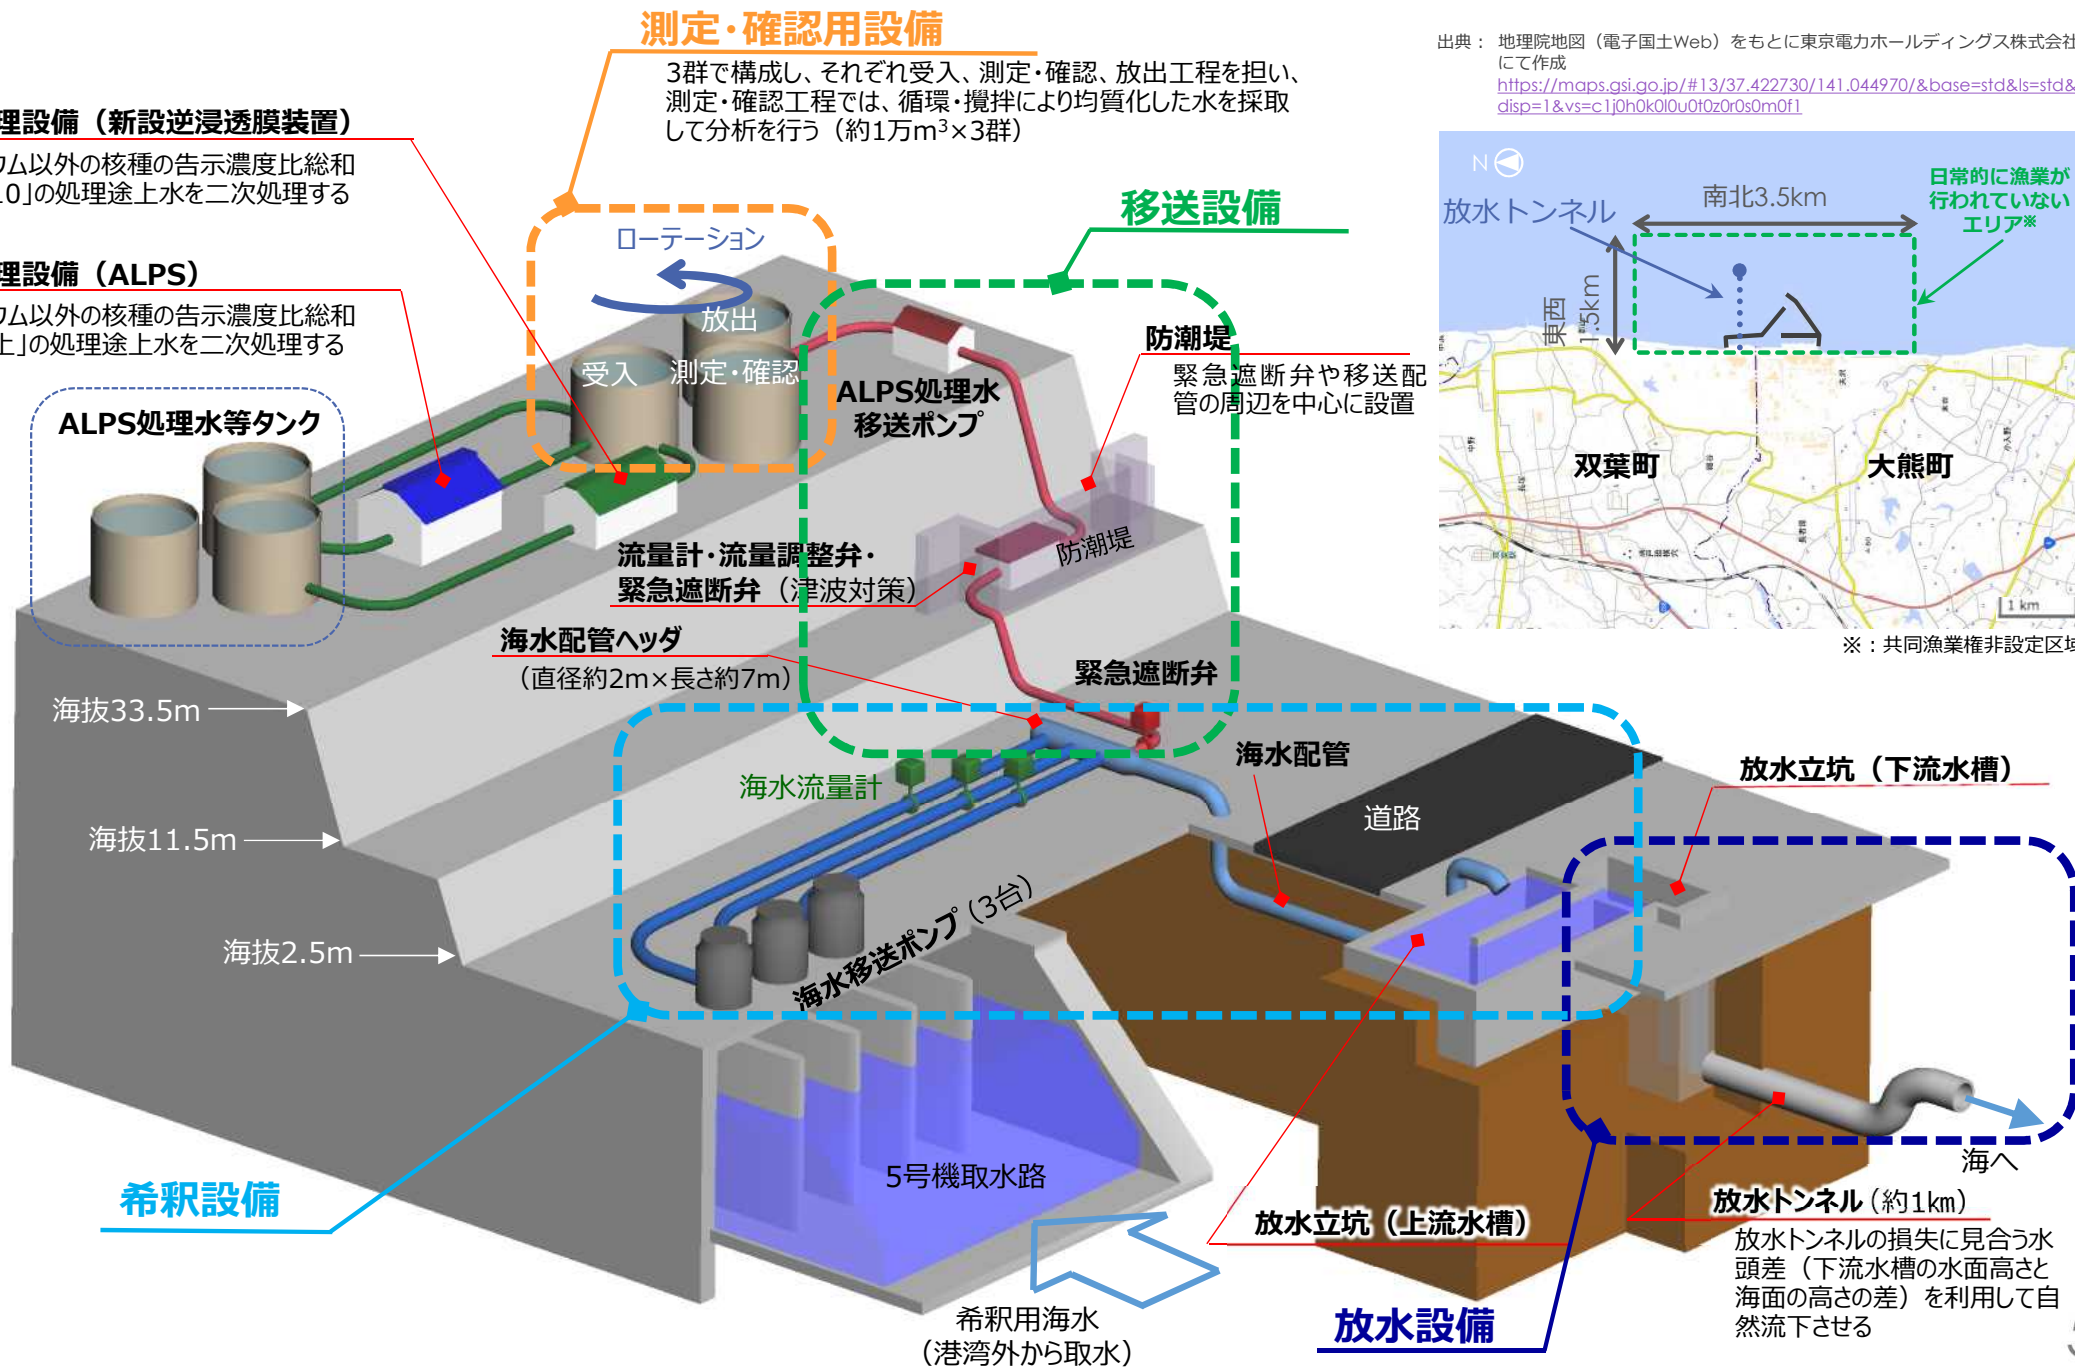 測定･確認用設備
3群で構成し、それぞれ受入、測定･確認、放出工程を担い、
測定･確認工程では、循環･攪拌により均質化した水を採取
して分析を行う（約1万m³×3群）
出典： 地理院地図（電子国土Web）をもとに東京電力ホールディングス株式会社
にて作成
https://maps.gsi.go.jp/#13/37.422730/141.044970/&base=std&ls=std&
disp=1&vs=c1j0h0k0l0u0t0z0r0s0m0f1
理設備（新設逆浸透膜装置）
ウム以外の核種の告示濃度比総和
10｣の処理途上水を二次処理する
理設備（ALPS）
ウム以外の核種の告示濃度比総和
上｣の処理途上水を二次処理する
ALPS処理水等タンク
ローテーション
放出
受入
測定･確認
移送設備
ALPS処理水
移送ポンプ
防潮堤
緊急遮断弁や移送配
管の周辺を中心に設置
防潮堤
流量計･流量調整弁･
緊急遮断弁（津波対策）
海水配管ヘッダ
（直径約2m×長さ約7m）
緊急遮断弁
N
放水トンネル
南北3.5km
東西
1.5km
日常的に漁業が
行われていない
エリア※
双葉町
大熊町
1 km
※：共同漁業権非設定区域
海抜33.5m
海抜11.5m
海抜2.5m
海水流量計
海水配管
道路
放水立坑（下流水槽）
海水移送ポンプ（3台）
5号機取水路
希釈設備
希釈用海水
（港湾外から取水）
放水立坑（上流水槽）
放水設備
海へ
放水トンネル（約1km）
放水トンネルの損失に見合う水
頭差（下流水槽の水面高さと
海面の高さの差）を利用して自
然流下させる